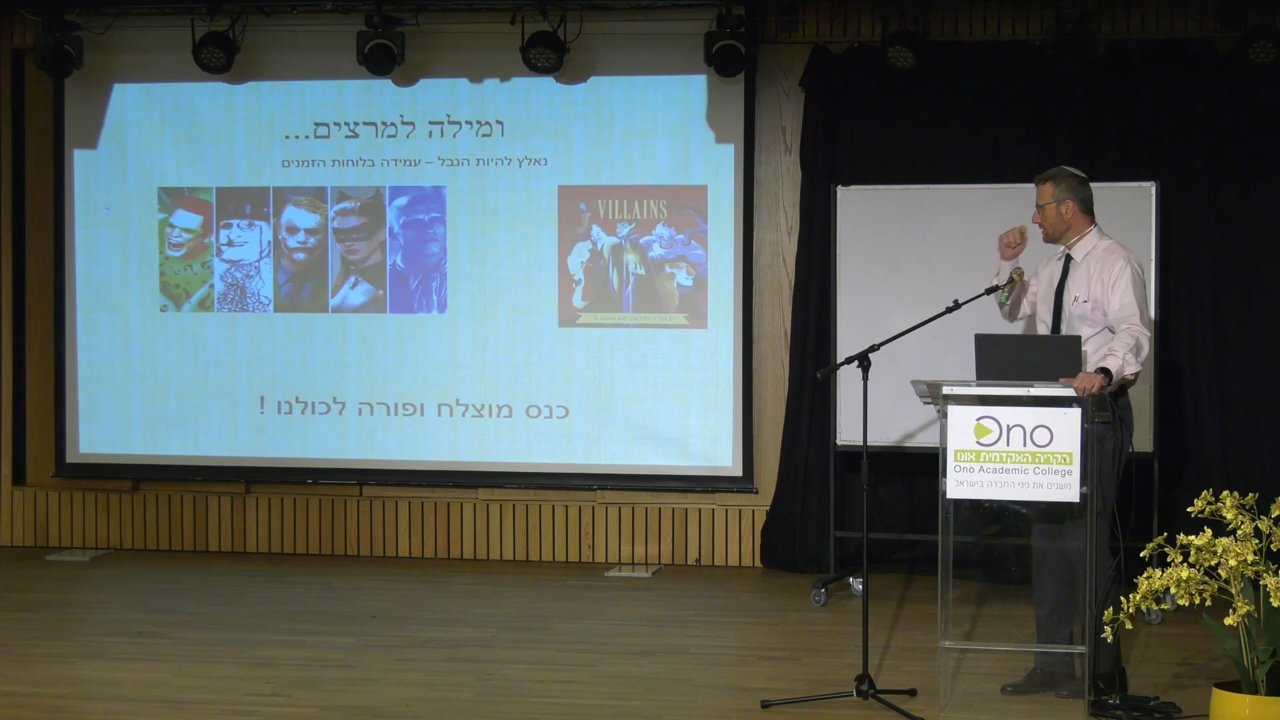 ומילה למרצים...
נאלץ להיות הנבל – עמידה בלוחות הזמנים
VILLAINS
כנס מוצלח ופורה לכולנו !
Ono
הקריה האקדמית אונו
Ono Academic College
משנים את פני החברה בישראל